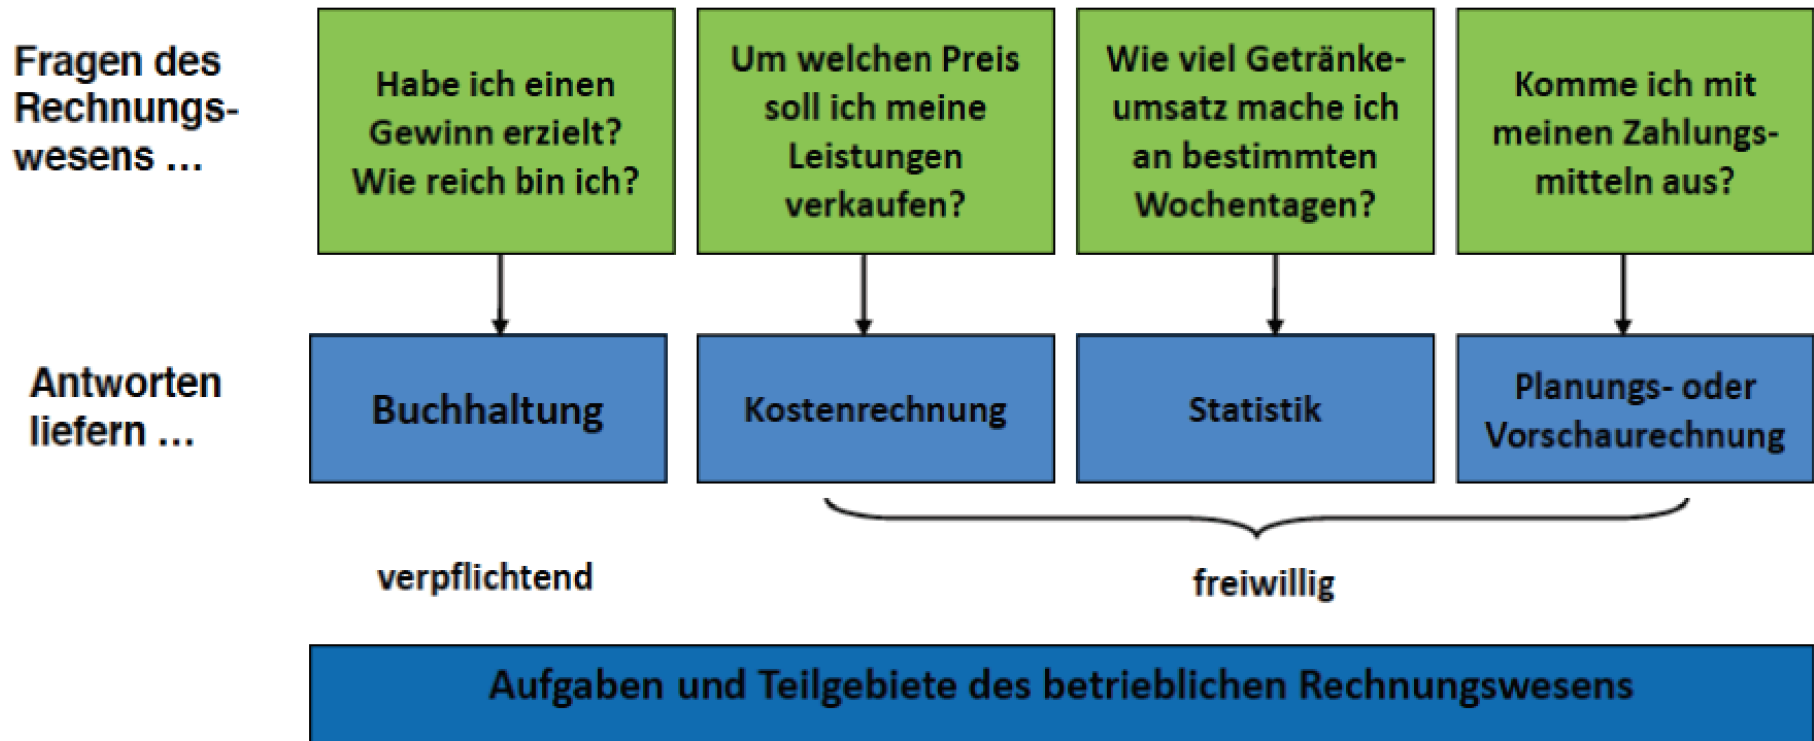 Fragen des
Rechnungs-
wesens ...
Habe ich einen
Gewinn erzielt?
Wie reich bin ich?
Um welchen Preis
soll ich meine
Leistungen
verkaufen?
Wie viel Getränke-
umsatz mache ich
an bestimmten
Wochentagen?
Komme ich mit
meinen Zahlungs-
mitteln aus?
Antworten
liefern ...
Buchhaltung
Kostenrechnung
Statistik
Planungs- oder
Vorschaurechnung
verpflichtend
freiwillig
Aufgaben und Teilgebiete des betrieblichen Rechnungswesens